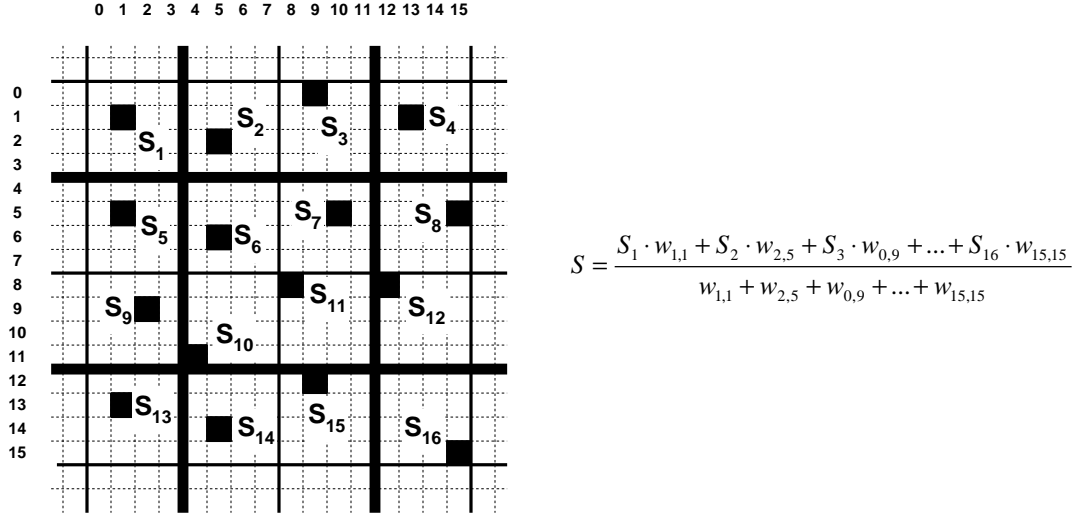 0 1 2 3 4 5 6 7 8 9 10 11 12 13 14 15
0
1
2
3
4
5
6
7
8
9
10
11
12
13
14
15
S₁ S₂ S₃ S₄
S₅ S₆ S₇ S₈
S₉ S₁₀ S₁₁ S₁₂
S₁₃ S₁₄ S₁₅ S₁₆
S = (S₁ · w₁,₁ + S₂ · w₂,₅ + S₃ · w₀,₉ + ... + S₁₆ · w₁₅,₁₅) / (w₁,₁ + w₂,₅ + w₀,₉ + ... + w₁₅,₁₅)